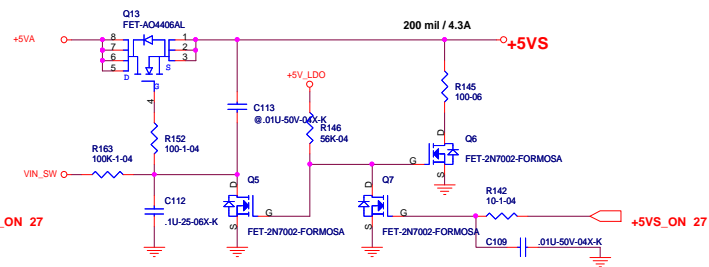 Q13
FET-AO4406AL
200 mil / 4.3A
+5VA
8
7
6
5
1
2
3
D
S
G
4
+5VS
+5V_LDO
R145
100-06
C113
@.01U-50V-04X-K
R146
56K-04
R152
100-1-04
Q6
D
G
S
FET-2N7002-FORMOSA
R163
100K-1-04
VIN_SW
Q5
D
G
S
FET-2N7002-FORMOSA
Q7
D
G
S
FET-2N7002-FORMOSA
C112
.1U-25-06X-K
R142
10-1-04
_ON 27
+5VS_ON 27
C109
.01U-50V-04X-K